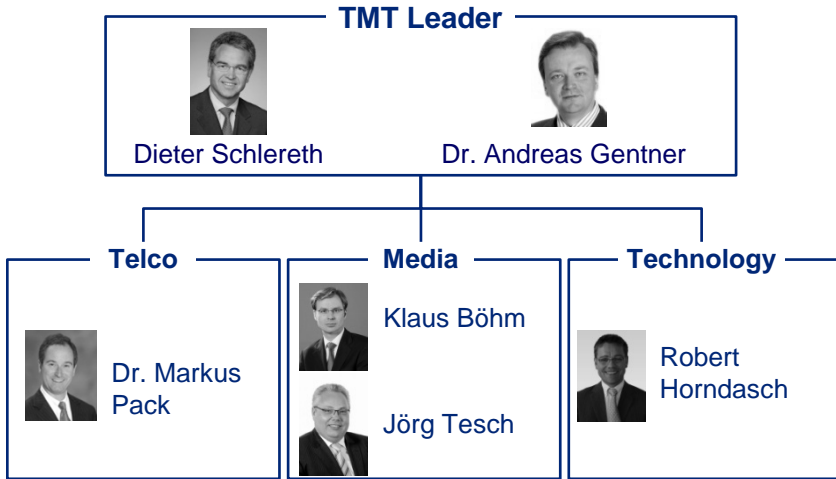 TMT Leader
Dieter Schlereth
Dr. Andreas Gentner
Telco
Dr. Markus
Pack
Media
Klaus Böhm
Jörg Tesch
Technology
Robert
Horndasch